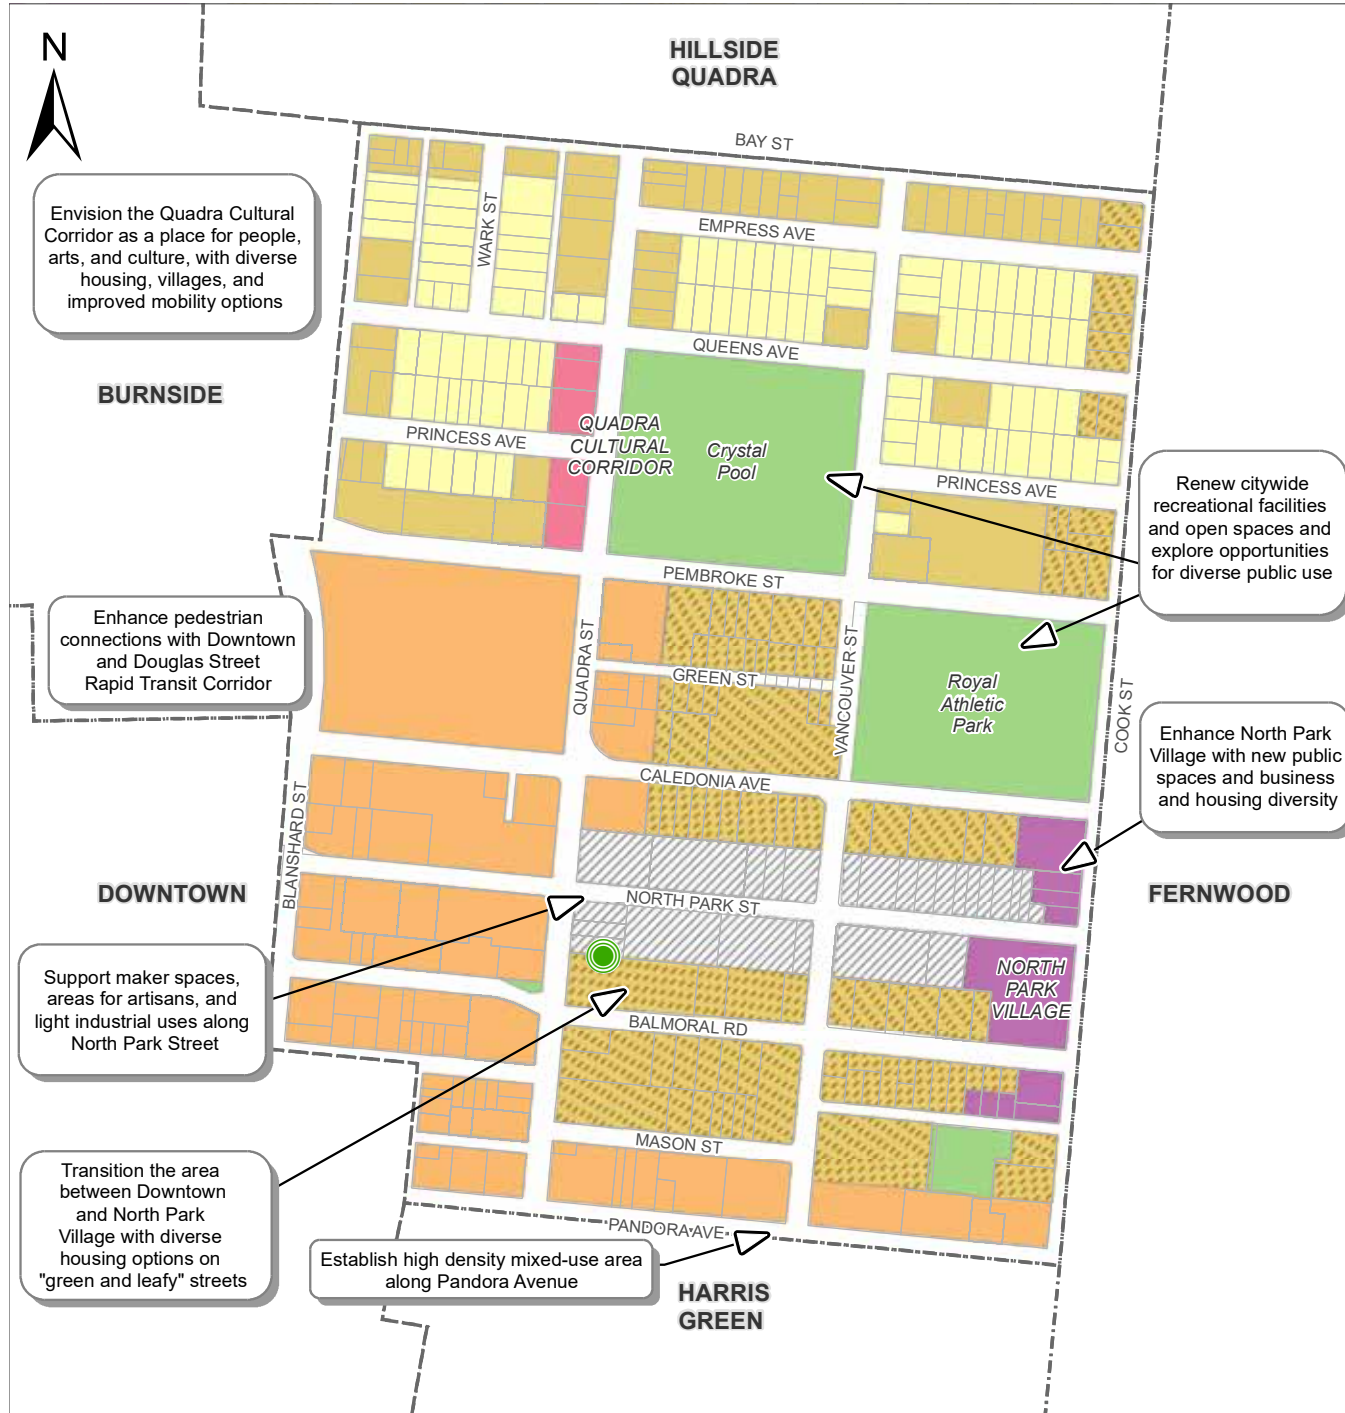 N
HILLSIDE
QUADRA
BAY ST
Envision the Quadra Cultural
Corridor as a place for people,
arts, and culture, with diverse
housing, villages, and
improved mobility options
WARK ST
EMPRESS AVE
QUEENS AVE
BURNSIDE
PRINCESS AVE
QUADRA
CULTURAL
CORRIDOR
Crystal
Pool
PRINCESS AVE
Renew citywide
recreational facilities
and open spaces and
explore opportunities
for diverse public use
PEMBROKE ST
Enhance pedestrian
connections with Downtown
and Douglas Street
Rapid Transit Corridor
QUADRA ST
GREEN ST
VANCOUVER ST
Royal
Athletic
Park
COOK ST
Enhance North Park
Village with new public
spaces and business
and housing diversity
CALEDONIA AVE
BLANSHARD ST
DOWNTOWN
NORTH PARK ST
FERNWOOD
Support maker spaces,
areas for artisans, and
light industrial uses along
North Park Street
NORTH
PARK
VILLAGE
BALMORAL RD
MASON ST
Transition the area
between Downtown
and North Park
Village with diverse
housing options on
"green and leafy" streets
PANDORA AVE
Establish high density mixed-use area
along Pandora Avenue
HARRIS
GREEN